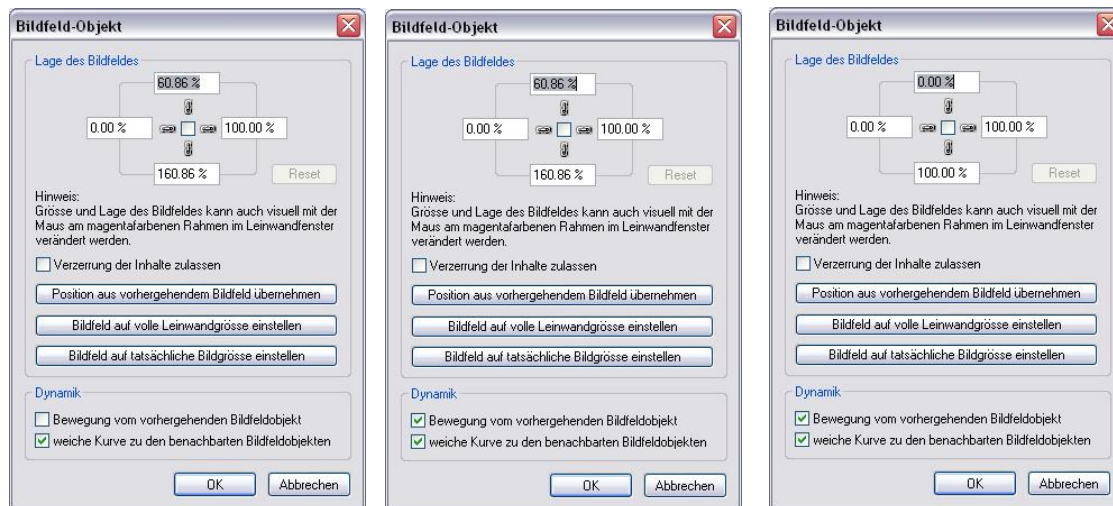 Bildfeld-Objekt
Lage des Bildfeldes
60.86 %
0.00 %
100.00 %
160.86 %
Reset
Hinweis:
Grösse und Lage des Bildfeldes kann auch visuell mit der
Maus am magentafarbenen Rahmen im Leinwandfenster
verändert werden.
Verzerrung der Inhalte zulassen
Position aus vorhergehendem Bildfeld übernehmen
Bildfeld auf volle Leinwandgrösse einstellen
Bildfeld auf tatsächliche Bildgrösse einstellen
Dynamik
Bewegung vom vorhergehenden Bildfeldobjekt
weiche Kurve zu den benachbarten Bildfeldobjekten
OK
Abbrechen
Bildfeld-Objekt
Lage des Bildfeldes
60.86 %
0.00 %
100.00 %
160.86 %
Reset
Hinweis:
Grösse und Lage des Bildfeldes kann auch visuell mit der
Maus am magentafarbenen Rahmen im Leinwandfenster
verändert werden.
Verzerrung der Inhalte zulassen
Position aus vorhergehendem Bildfeld übernehmen
Bildfeld auf volle Leinwandgrösse einstellen
Bildfeld auf tatsächliche Bildgrösse einstellen
Dynamik
Bewegung vom vorhergehenden Bildfeldobjekt
weiche Kurve zu den benachbarten Bildfeldobjekten
OK
Abbrechen
Bildfeld-Objekt
Lage des Bildfeldes
0.00 %
0.00 %
100.00 %
100.00 %
Reset
Hinweis:
Grösse und Lage des Bildfeldes kann auch visuell mit der
Maus am magentafarbenen Rahmen im Leinwandfenster
verändert werden.
Verzerrung der Inhalte zulassen
Position aus vorhergehendem Bildfeld übernehmen
Bildfeld auf volle Leinwandgrösse einstellen
Bildfeld auf tatsächliche Bildgrösse einstellen
Dynamik
Bewegung vom vorhergehenden Bildfeldobjekt
weiche Kurve zu den benachbarten Bildfeldobjekten
OK
Abbrechen